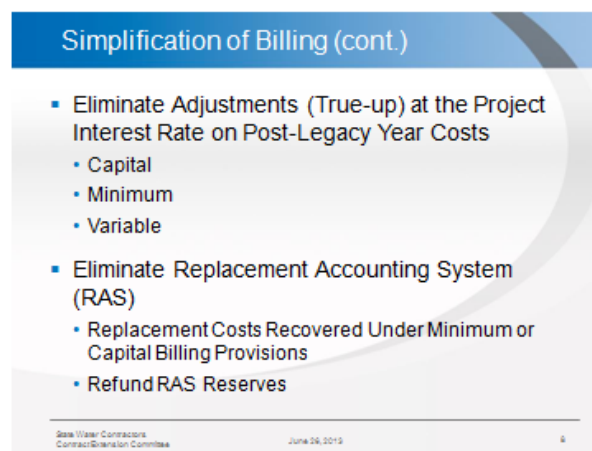 Simplification of Billing (cont.)
Eliminate Adjustments (True-up) at the Project
Interest Rate on Post-Legacy Year Costs
Capital
Minimum
Variable
Eliminate Replacement Accounting System
(RAS)
Replacement Costs Recovered Under Minimum or
Capital Billing Provisions
Refund RAS Reserves
State Water Contractors
Contract Extension Committee
June 26, 2013